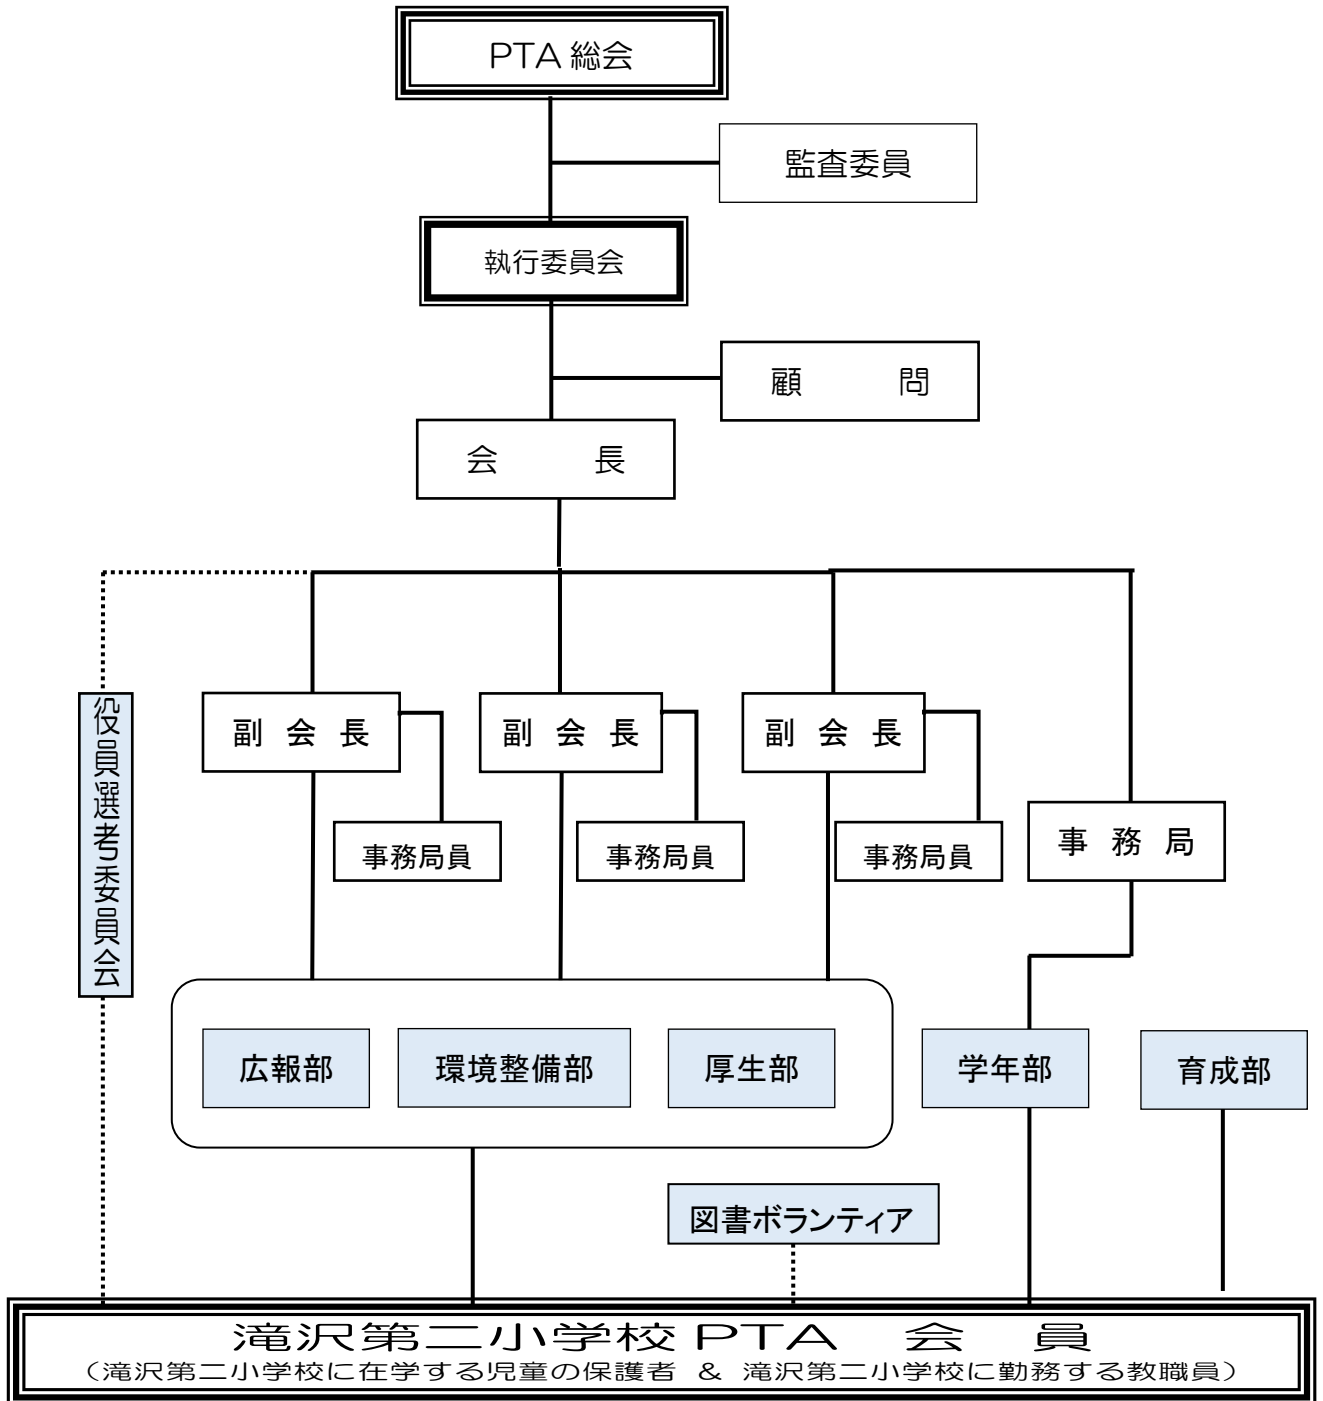 PTA 総会
監査委員
執行委員会
顧 問
会 長
役員選考委員会
副 会 長
副 会 長
副 会 長
事務局員
事務局員
事務局員
事 務 局
広報部
環境整備部
厚生部
学年部
育成部
図書ボランティア
滝沢第二小学校 PTA 会 員
（滝沢第二小学校に在学する児童の保護者 & 滝沢第二小学校に勤務する教職員）